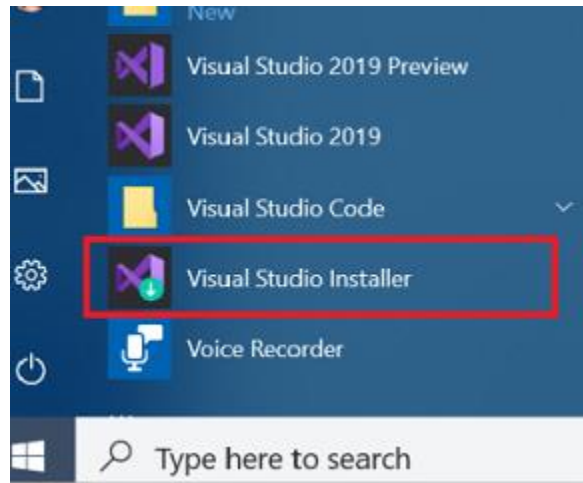 New
Visual Studio 2019 Preview
Visual Studio 2019
Visual Studio Code
Visual Studio Installer
Voice Recorder
Type here to search